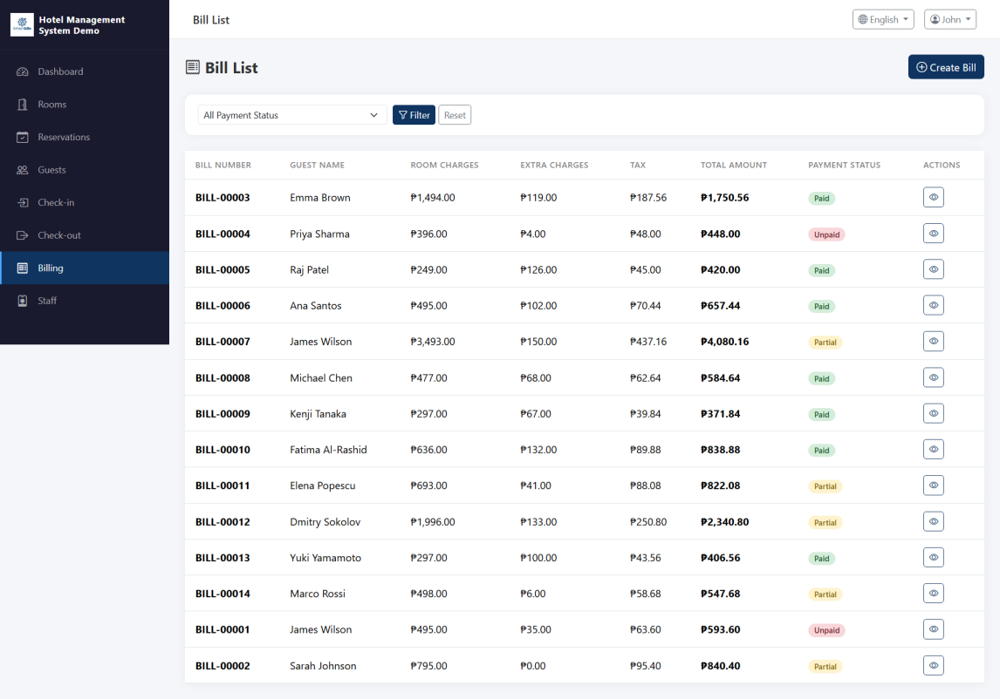 Hotel Management
System Demo
Bill List
English
John
Dashboard
Rooms
Reservations
Guests
Check-in
Check-out
Billing
Staff
Bill List
Create Bill
All Payment Status
Filter
Reset
BILL NUMBER GUEST NAME ROOM CHARGES EXTRA CHARGES TAX TOTAL AMOUNT PAYMENT STATUS ACTIONS
BILL-00003 Emma Brown ₱1,494.00 ₱119.00 ₱187.56 ₱1,750.56 Paid
BILL-00004 Priya Sharma ₱396.00 ₱4.00 ₱48.00 ₱448.00 Unpaid
BILL-00005 Raj Patel ₱249.00 ₱126.00 ₱45.00 ₱420.00 Paid
BILL-00006 Ana Santos ₱495.00 ₱102.00 ₱70.44 ₱657.44 Paid
BILL-00007 James Wilson ₱3,493.00 ₱150.00 ₱437.16 ₱4,080.16 Partial
BILL-00008 Michael Chen ₱477.00 ₱68.00 ₱62.64 ₱584.64 Paid
BILL-00009 Kenji Tanaka ₱297.00 ₱67.00 ₱39.84 ₱371.84 Paid
BILL-00010 Fatima Al-Rashid ₱636.00 ₱132.00 ₱89.88 ₱838.88 Paid
BILL-00011 Elena Popescu ₱693.00 ₱41.00 ₱88.08 ₱822.08 Partial
BILL-00012 Dmitry Sokolov ₱1,996.00 ₱133.00 ₱250.80 ₱2,340.80 Partial
BILL-00013 Yuki Yamamoto ₱297.00 ₱100.00 ₱43.56 ₱406.56 Paid
BILL-00014 Marco Rossi ₱498.00 ₱6.00 ₱58.68 ₱547.68 Partial
BILL-00001 James Wilson ₱495.00 ₱35.00 ₱63.60 ₱593.60 Unpaid
BILL-00002 Sarah Johnson ₱795.00 ₱0.00 ₱95.40 ₱840.40 Partial